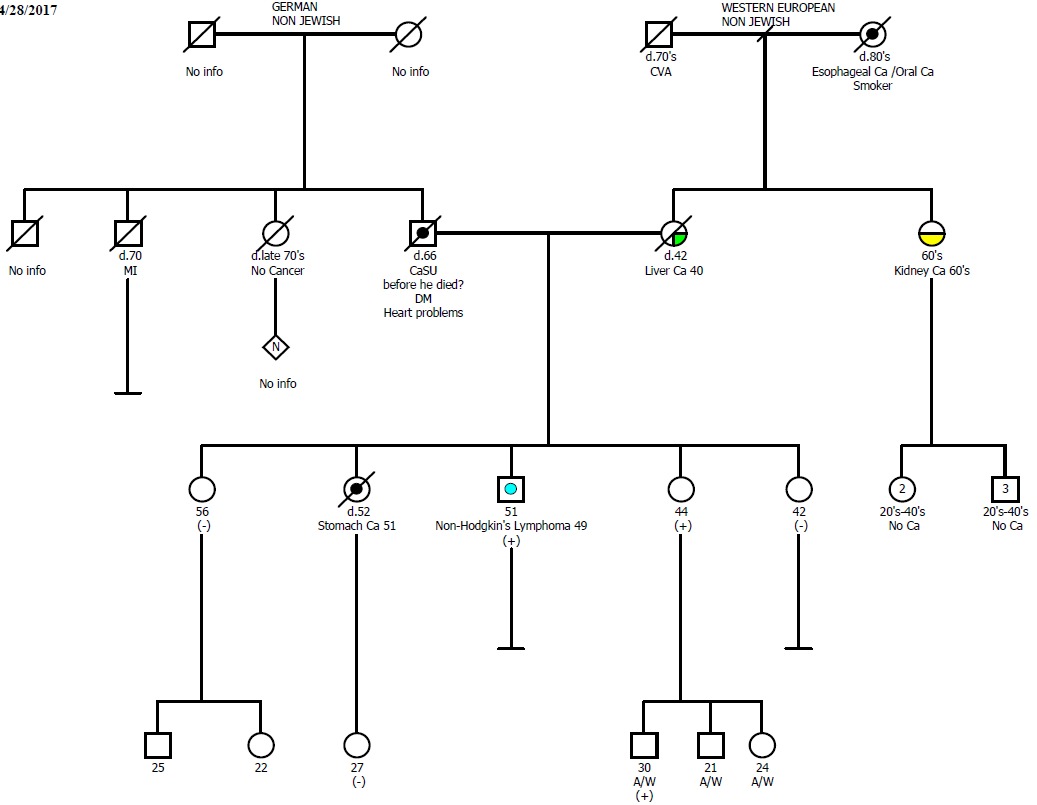 4/28/2017
GERMAN
NON JEWISH
WESTERN EUROPEAN
NON JEWISH
No info
No info
d.70's
CVA
d.80's
Esophageal Ca /Oral Ca
Smoker
No info
d.70
MI
d.late 70's
No Cancer
d.66
CaSU
before he died?
DM
Heart problems
d.42
Liver Ca 40
60's
Kidney Ca 60's
N
No info
56
(-)
d.52
Stomach Ca 51
51
Non-Hodgkin's Lymphoma 49
(+)
44
(+)
42
(-)
2
20's-40's
No Ca
3
20's-40's
No Ca
25
22
27
(-)
30
A/W
(+)
21
A/W
24
A/W